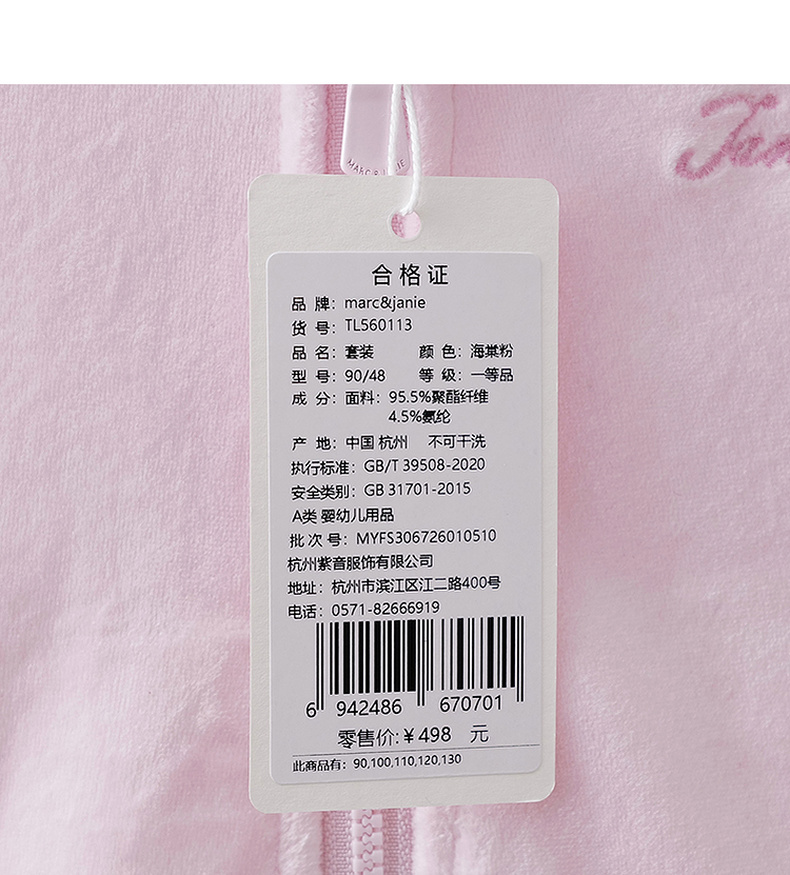 合格证
品 牌：marc&janie
货 号：TL560113
品 名：套装 颜 色：海棠粉
型 号：90/48 等 级：一等品
成 分：面料：95.5%聚酯纤维
4.5%氨纶
产 地：中国 杭州 不可干洗
执行标准：GB/T 39508-2020
安全类别：GB 31701-2015
A类 婴幼儿用品
批 次 号：MYFS306726010510
杭州紫音服饰有限公司
地址：杭州市滨江区江二路400号
电话：0571-82666919
6 942486 670701
零售价:¥498 元
此商品有：90,100,110,120,130